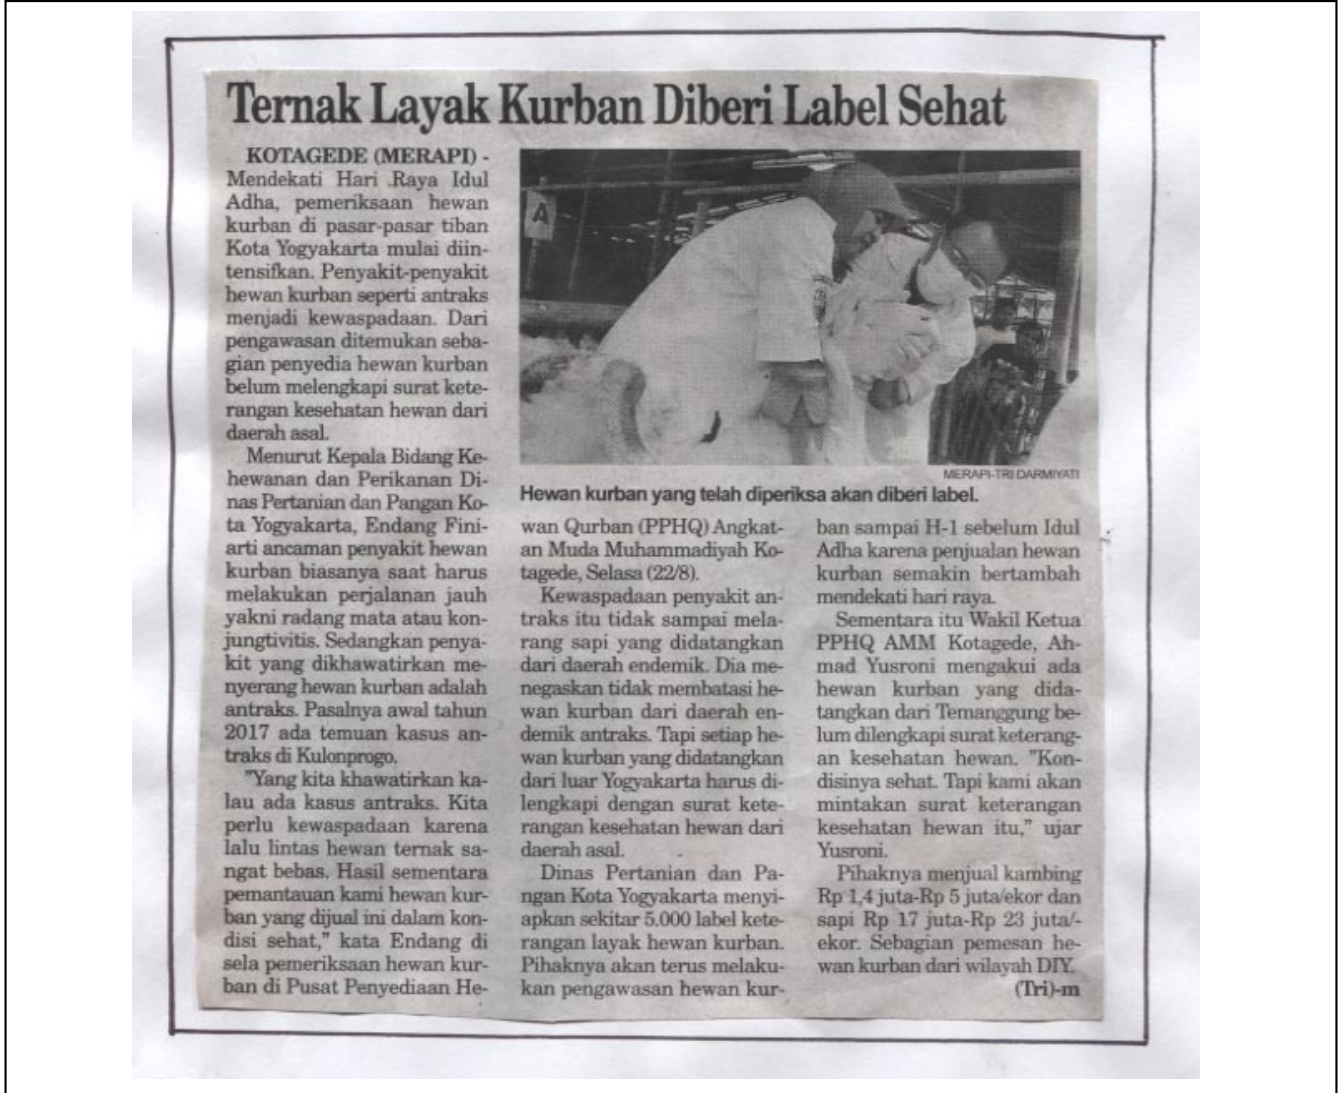 Ternak Layak Kurban Diberi Label Sehat
KOTAGEDE (MERAPI) -
Mendekati Hari Raya Idul
Adha, pemeriksaan hewan
kurban di pasar-pasar tiban
Kota Yogyakarta mulai diin-
tensifkan. Penyakit-penyakit
hewan kurban seperti antraks
menjadi kewaspadaan. Dari
pengawasan ditemukan seba-
gian penyedia hewan kurban
belum melengkapi surat kete-
rangan kesehatan hewan dari
daerah asal.
Menurut Kepala Bidang Ke-
hewanan dan Perikanan Di-
nas Pertanian dan Pangan Ko-
ta Yogyakarta, Endang Fini-
arti ancaman penyakit hewan
kurban biasanya saat harus
melakukan perjalanan jauh
yakni radang mata atau kon-
jungtivitis. Sedangkan penya-
kit yang dikhawatirkan me-
nyerang hewan kurban adalah
antraks. Pasalnya awal tahun
2017 ada temuan kasus an-
traks di Kulonprogo.
"Yang kita khawatirkan ka-
lau ada kasus antraks. Kita
perlu kewaspadaan karena
lalu lintas hewan ternak sa-
ngat bebas. Hasil sementara
pemantauan kami hewan kur-
ban yang dijual ini dalam kon-
disi sehat," kata Endang di
sela pemeriksaan hewan kur-
ban di Pusat Penyediaan He-
A
MERAPI-TRI DARMIYATI
Hewan kurban yang telah diperiksa akan diberi label.
wan Qurban (PPHQ) Angkat-
an Muda Muhammadiyah Ko-
tagede, Selasa (22/8).
Kewaspadaan penyakit an-
traks itu tidak sampai mela-
rang sapi yang didatangkan
dari daerah endemik. Dia me-
negaskan tidak membatasi he-
wan kurban dari daerah en-
demik antraks. Tapi setiap he-
wan kurban yang didatangkan
dari luar Yogyakarta harus di-
lengkapi dengan surat kete-
rangan kesehatan hewan dari
daerah asal.
Dinas Pertanian dan Pa-
ngan Kota Yogyakarta menyi-
apkan sekitar 5.000 label kete-
rangan layak hewan kurban.
Pihaknya akan terus melaku-
kan pengawasan hewan kur-
ban sampai H-1 sebelum Idul
Adha karena penjualan hewan
kurban semakin bertambah
mendekati hari raya.
Sementara itu Wakil Ketua
PPHQ AMM Kotagede, Ah-
mad Yusroni mengakui ada
hewan kurban yang dida-
tangkan dari Temanggung be-
lum dilengkapi surat keterang-
an kesehatan hewan. "Kon-
disinya sehat. Tapi kami akan
mintakan surat keterangan
kesehatan hewan itu," ujar
Yusroni.
Pihaknya menjual kambing
Rp 1,4 juta-Rp 5 juta/ekor dan
sapi Rp 17 juta-Rp 23 juta/-
ekor. Sebagian pemesan he-
wan kurban dari wilayah DIY.
(Tri)-m